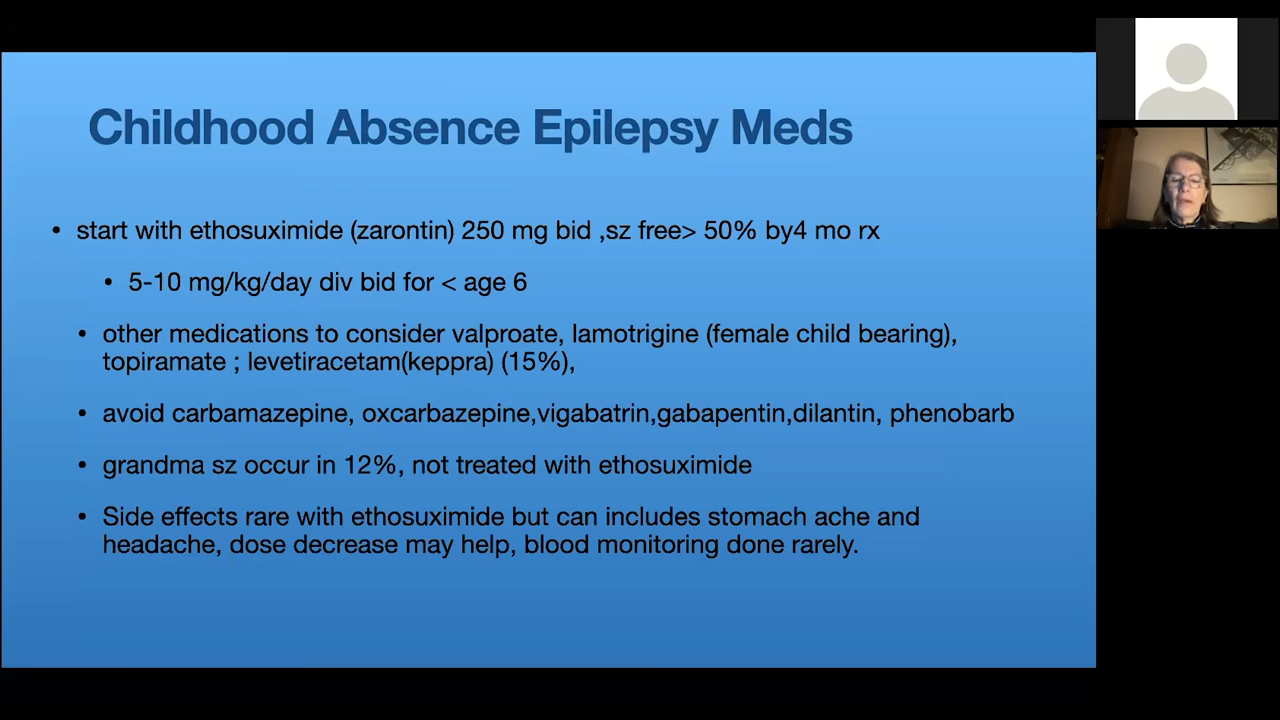 Childhood Absence Epilepsy Meds
• start with ethosuximide (zarontin) 250 mg bid ,sz free> 50% by4 mo rx
• 5-10 mg/kg/day div bid for < age 6
• other medications to consider valproate, lamotrigine (female child bearing),
topiramate ; levetiracetam(keppra) (15%),
• avoid carbamazepine, oxcarbazepine,vigabatrin,gabapentin,dilantin, phenobarb
• grandma sz occur in 12%, not treated with ethosuximide
• Side effects rare with ethosuximide but can includes stomach ache and
headache, dose decrease may help, blood monitoring done rarely.